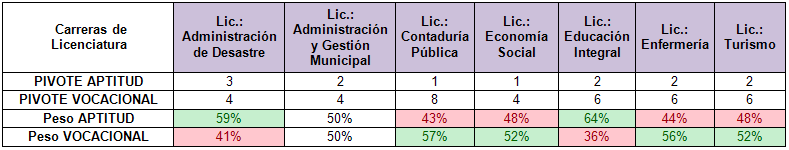 Carreras de Licenciatura Lic.: Administración de Desastre Lic.: Administración y Gestión Municipal Lic.: Contaduría Pública Lic.: Economía Social Lic.: Educación Integral Lic.: Enfermería Lic.: Turismo
PIVOTE APTITUD 3 2 1 1 2 2 2
PIVOTE VOCACIONAL 4 4 8 4 6 6 6
Peso APTITUD 59% 50% 43% 48% 64% 44% 48%
Peso VOCACIONAL 41% 50% 57% 52% 36% 56% 52%